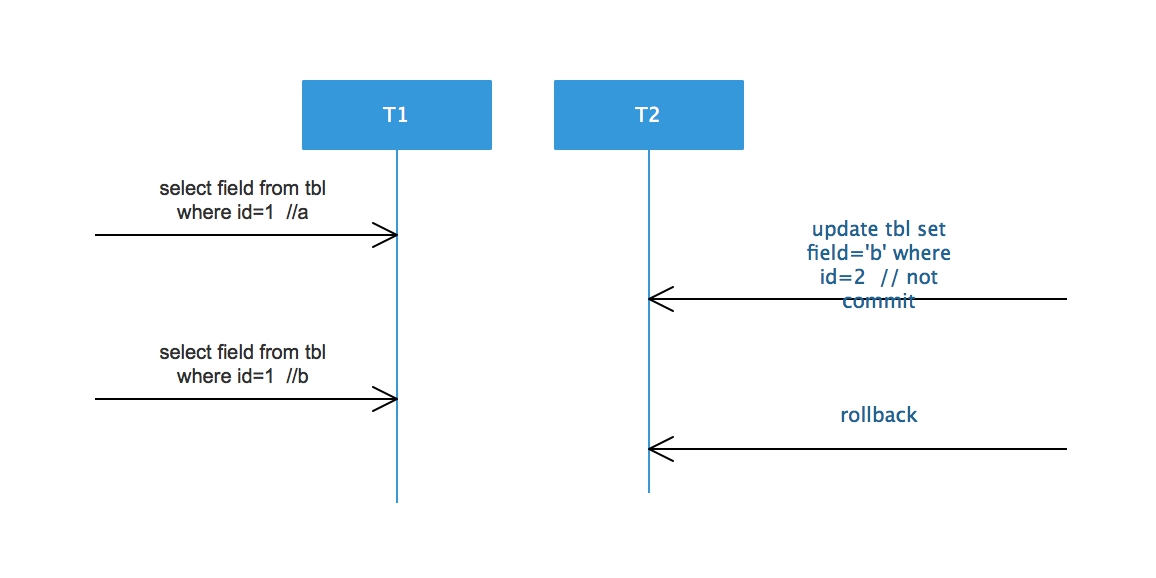 T1
T2
select field from tbl
where id=1  //a
update tbl set
field='b' where
id=2  // not
commit
select field from tbl
where id=1  //b
rollback